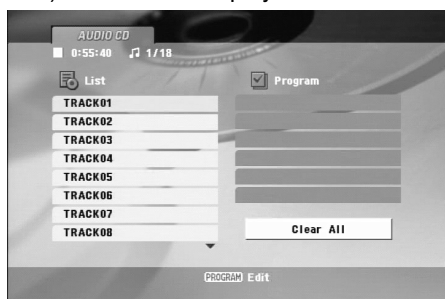 AUDIO CD
0:55:40 1/18
List
Program
TRACK01
TRACK02
TRACK03
TRACK04
TRACK05
TRACK06
TRACK07
TRACK08
Clear All
PROGRAM Edit